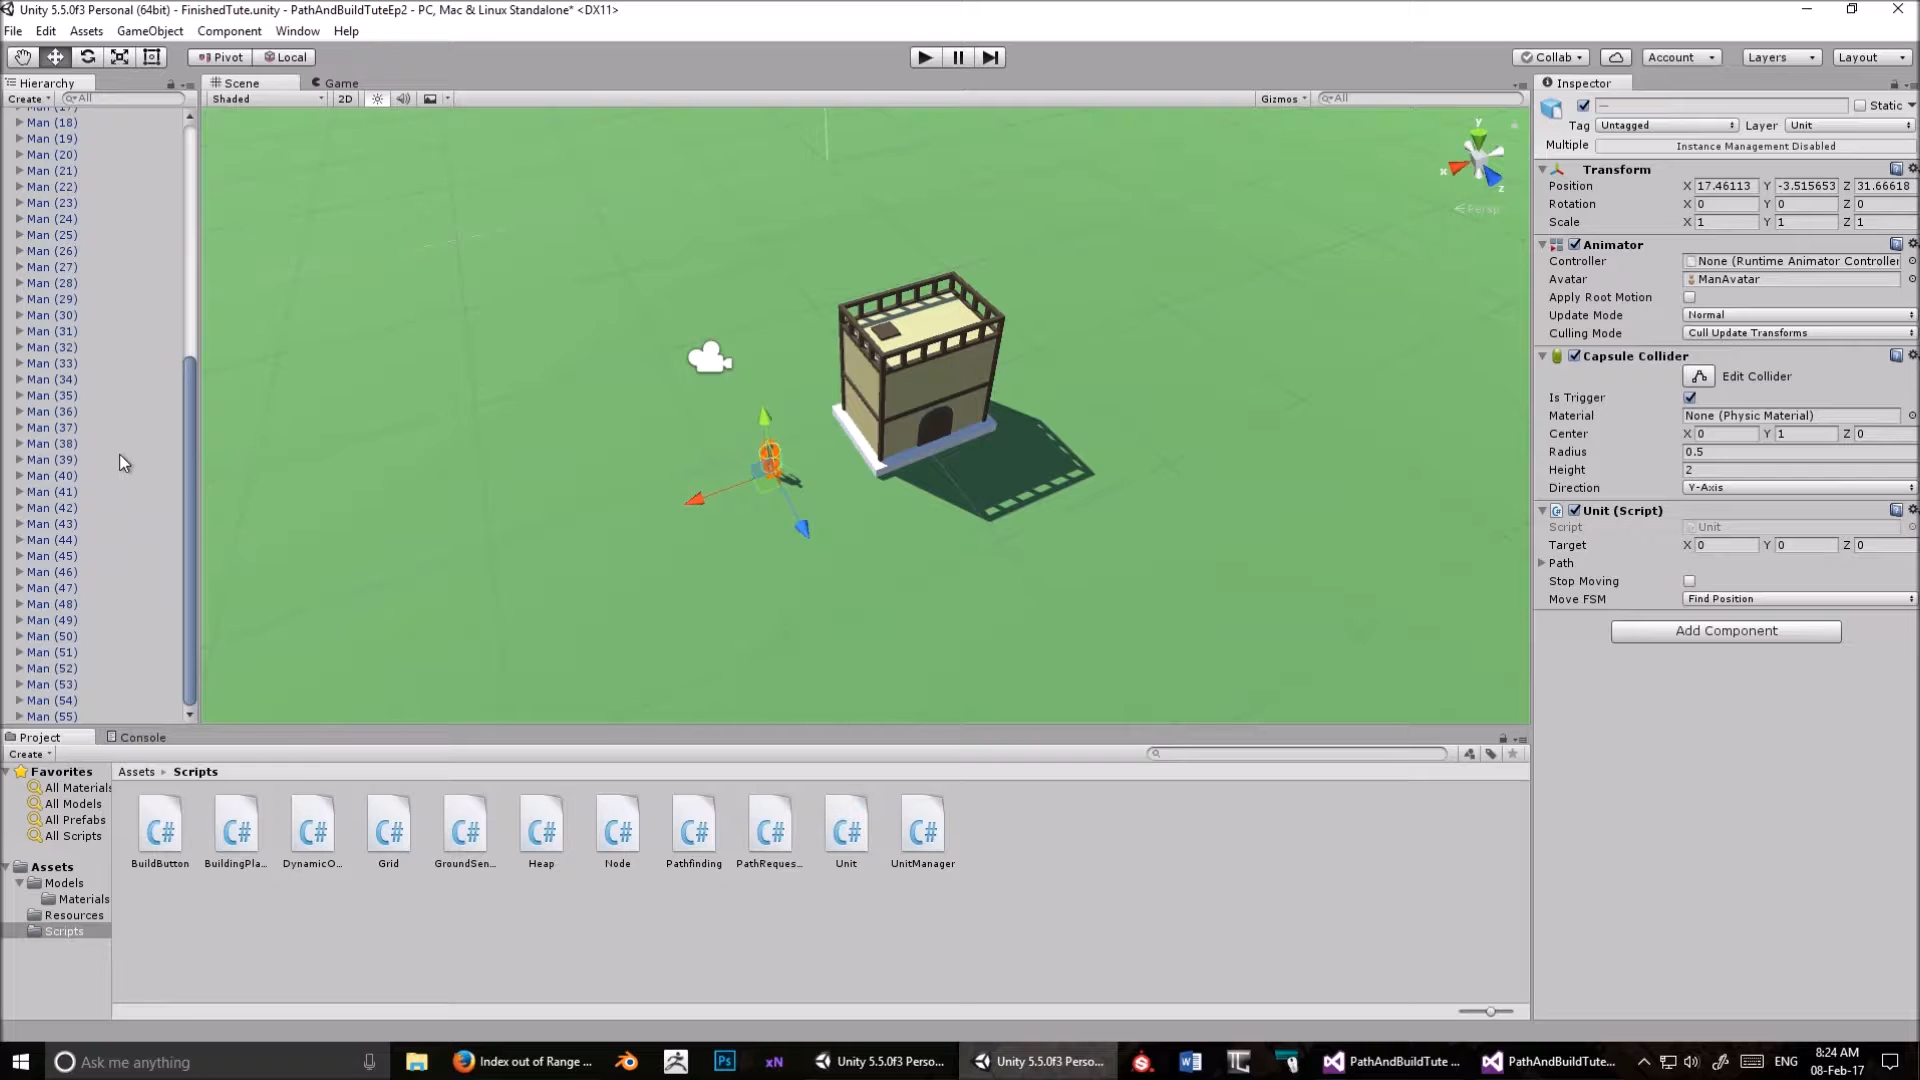 Unity 5.5.0f3 Personal (64bit) - FinishedTute.unity - PathAndBuildTuteEp2 - PC, Mac & Linux Standalone* <DX11>
File Edit Assets GameObject Component Window Help
Pivot Local Collab Account Layers Layout
Hierarchy Scene Game Inspector
Create All Shaded 2D Gizmos All
— Static
Tag Untagged Layer Unit
Multiple Instance Management Disabled
Man (17)
Man (18)
Man (19)
Man (20)
Man (21)
Man (22)
Man (23)
Man (24)
Man (25)
Man (26)
Man (27)
Man (28)
Man (29)
Man (30)
Man (31)
Man (32)
Man (33)
Man (34)
Man (35)
Man (36)
Man (37)
Man (38)
Man (39)
Man (40)
Man (41)
Man (42)
Man (43)
Man (44)
Man (45)
Man (46)
Man (47)
Man (48)
Man (49)
Man (50)
Man (51)
Man (52)
Man (53)
Man (54)
Man (55)
y
x
z
Persp
Transform
Position X 17.46113 Y -3.515653 Z 31.66618
Rotation X 0 Y 0 Z 0
Scale X 1 Y 1 Z 1
Animator
Controller None (Runtime Animator Controller
Avatar ManAvatar
Apply Root Motion
Update Mode Normal
Culling Mode Cull Update Transforms
Capsule Collider
Edit Collider
Is Trigger
Material None (Physic Material)
Center X 0 Y 1 Z 0
Radius 0.5
Height 2
Direction Y-Axis
Unit (Script)
Script Unit
Target X 0 Y 0 Z 0
Path
Stop Moving
Move FSM Find Position
Add Component
Project Console
Create
Favorites
All Materials
All Models
All Prefabs
All Scripts
Assets
Models
Materials
Resources
Scripts
Assets Scripts
C# C# C# C# C# C# C# C# C# C# C#
BuildButton BuildingPla... DynamicO... Grid GroundSen... Heap Node Pathfinding PathReques... Unit UnitManager
Ask me anything Index out of Range ... Ps xN Unity 5.5.0f3 Perso... Unity 5.5.0f3 Perso... PathAndBuildTute ... PathAndBuildTute... ENG 8:24 AM
08-Feb-17